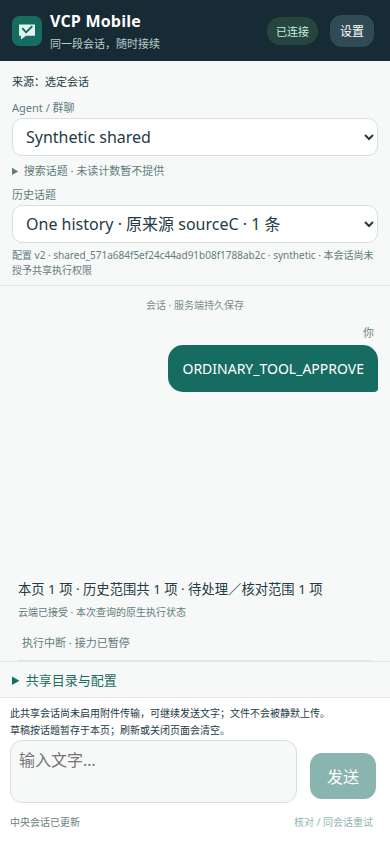 VCP Mobile
同一段会话，随时接续
已连接
设置
来源：选定会话
Agent / 群聊
Synthetic shared
搜索话题 · 未读计数暂不提供
历史话题
One history · 原来源 sourceC · 1 条
配置 v2 · shared_571a684f5ef24c44ad91b08f1788ab2c · synthetic · 本会话尚未
授予共享执行权限
会话 · 服务端持久保存
你
ORDINARY_TOOL_APPROVE
本页 1 项 · 历史范围共 1 项 · 待处理／核对范围 1 项
云端已接受 · 本次查询的原生执行状态
执行中断 · 接力已暂停
共享目录与配置
此共享会话尚未启用附件传输，可继续发送文字；文件不会被静默上传。
草稿按话题暂存于本页；刷新或关闭页面会清空。
输入文字...
发送
中央会话已更新
核对 / 同会话重试